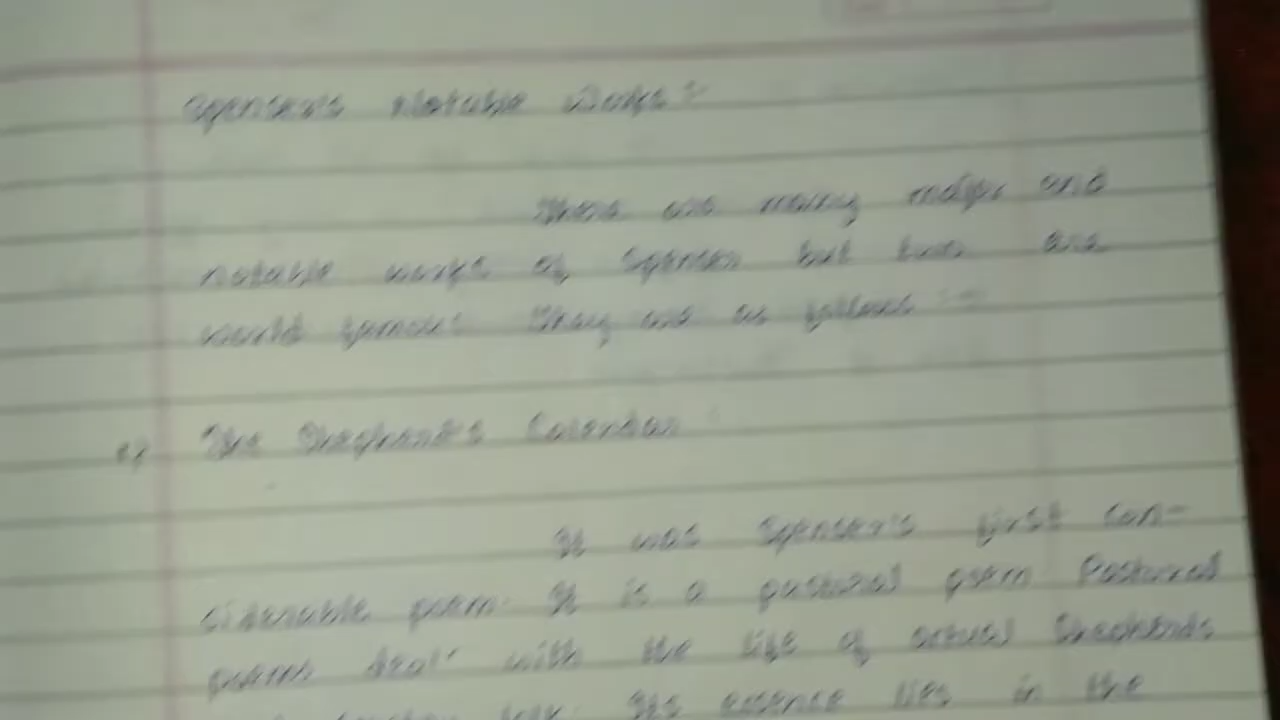 Spenser's Notable Works :-
There are many major and
notable works of Spenser but two are
world famous. They are as follows :-
The Shepherd's Calendar :
It was Spenser's first con-
siderable poem. It is a pastoral poem. Pastoral
poems deal with the life of actual Shepherds
Its essence lies in the